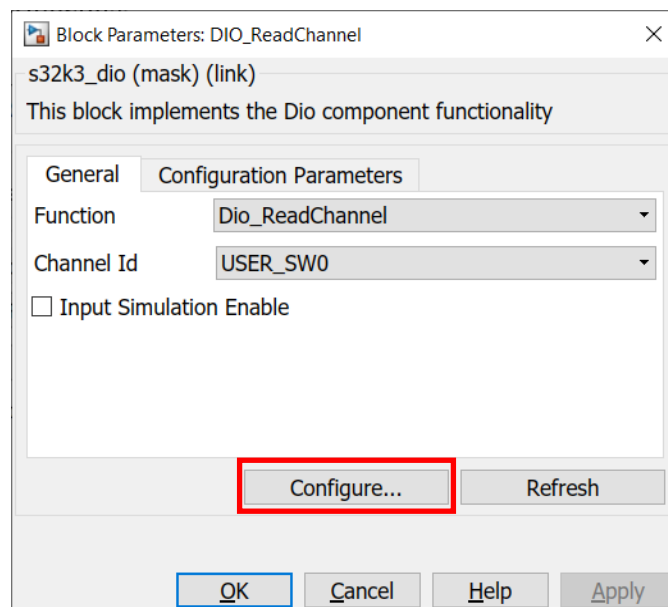 Block Parameters: DIO_ReadChannel
s32k3_dio (mask) (link)
This block implements the Dio component functionality
General Configuration Parameters
Function Dio_ReadChannel
Channel Id USER_SW0
Input Simulation Enable
Configure... Refresh
OK Cancel Help Apply